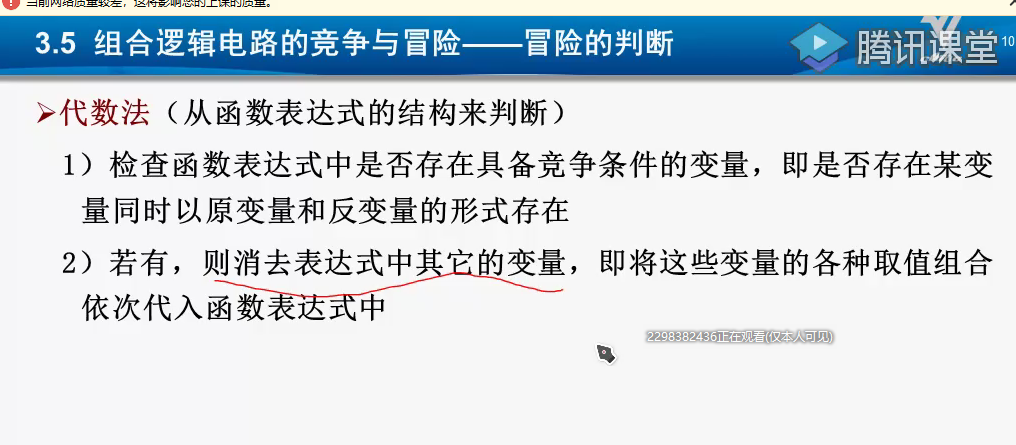 当前网络质量较差，这将影响您的上课的质量。
3.5 组合逻辑电路的竞争与冒险——冒险的判断
腾讯课堂
10
➢代数法（从函数表达式的结构来判断）
1）检查函数表达式中是否存在具备竞争条件的变量，即是否存在某变
量同时以原变量和反变量的形式存在
2）若有，则消去表达式中其它的变量，即将这些变量的各种取值组合
依次代入函数表达式中
2298382436正在观看(仅本人可见)